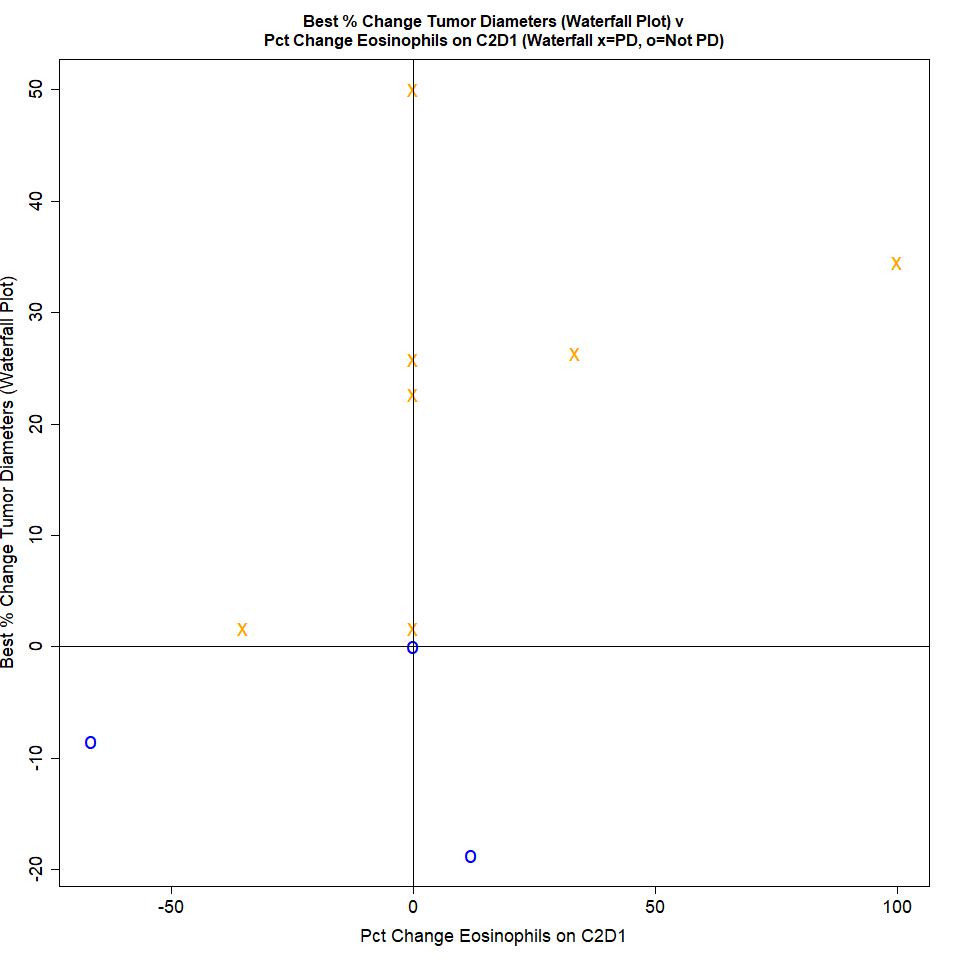 Best % Change Tumor Diameters (Waterfall Plot) v
Pct Change Eosinophils on C2D1 (Waterfall x=PD, o=Not PD)
Best % Change Tumor Diameters (Waterfall Plot)
50
40
30
20
10
0
-10
-20
X
X
X
X
X
X
X
O
O
O
-50
0
50
100
Pct Change Eosinophils on C2D1